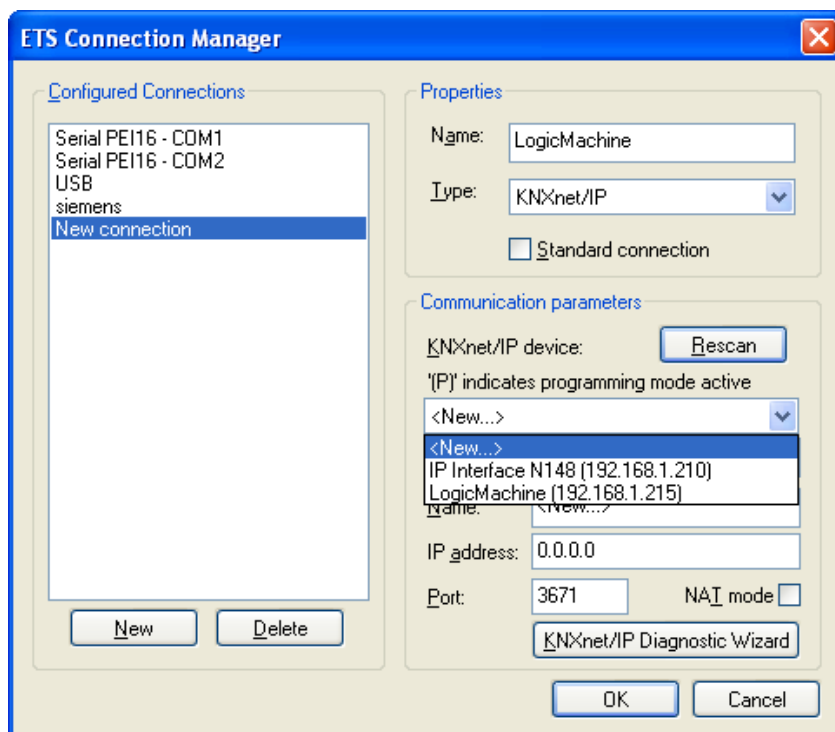 ETS Connection Manager
Configured Connections
Serial PEI16 - COM1
Serial PEI16 - COM2
USB
siemens
New connection
New
Delete
Properties
Name:
LogicMachine
Type:
KNXnet/IP
Standard connection
Communication parameters
KNXnet/IP device:
Rescan
'(P)' indicates programming mode active
<New...>
<New...>
IP Interface N148 (192.168.1.210)
LogicMachine (192.168.1.215)
Name:
<New...>
IP address:
0.0.0.0
Port:
3671
NAT mode
KNXnet/IP Diagnostic Wizard
OK
Cancel